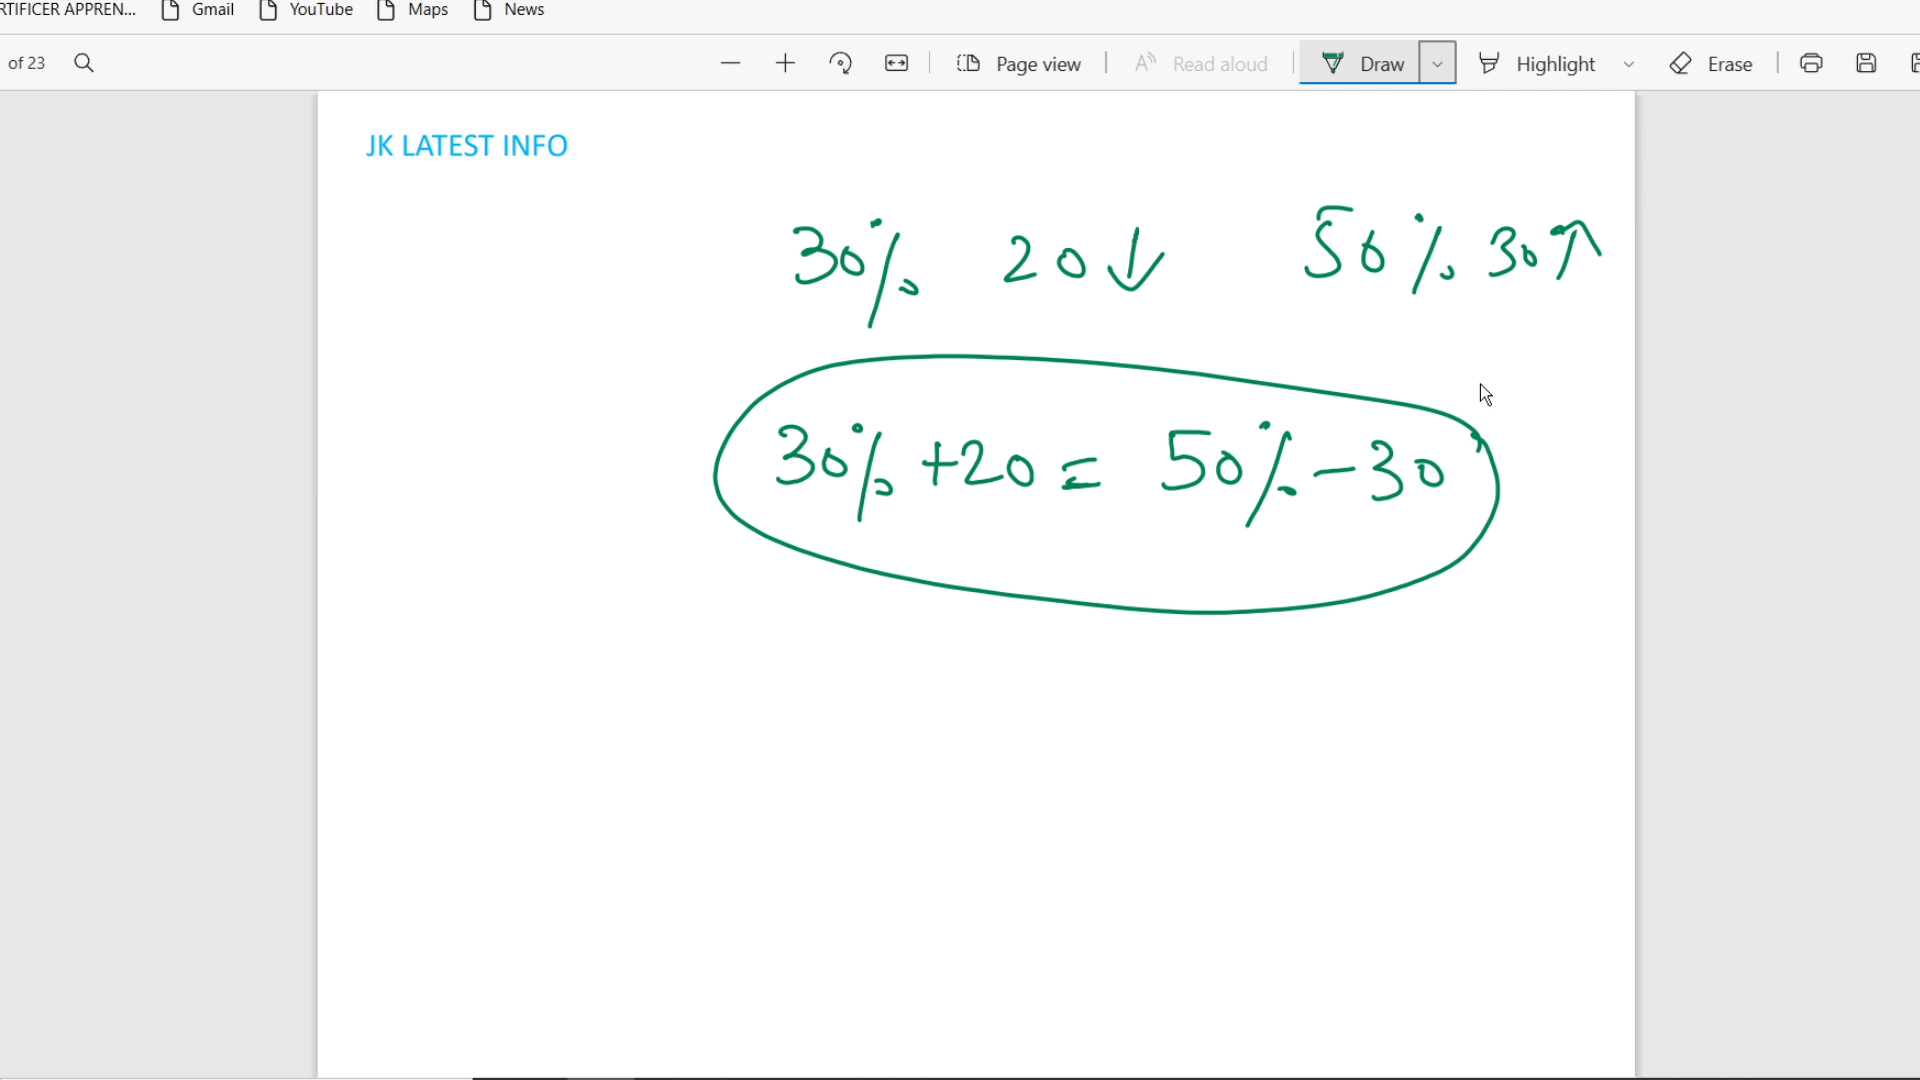 RTIFICER APPREN... Gmail YouTube Maps News
of 23 Page view Read aloud Draw Highlight Erase
JK LATEST INFO
30% 20↓ 50% 30↑
30% +20 = 50% -30